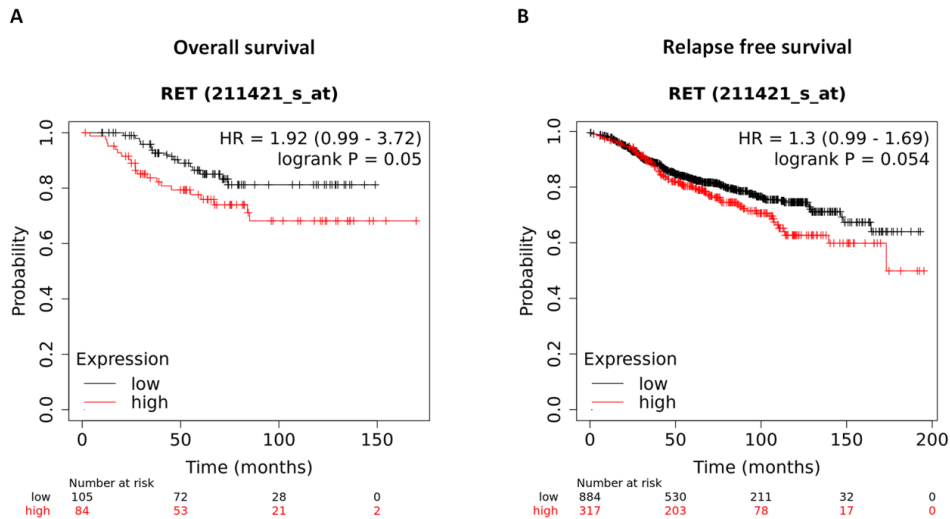 A
Overall survival
RET (211421_s_at)
HR = 1.92 (0.99 - 3.72)
logrank P = 0.05
Probability
1.0
0.8
0.6
0.4
0.2
0.0
Expression
low
high
0 50 100 150
Time (months)
Number at risk
low 105 72 28 0
high 84 53 21 2
B
Relapse free survival
RET (211421_s_at)
HR = 1.3 (0.99 - 1.69)
logrank P = 0.054
Probability
1.0
0.8
0.6
0.4
0.2
0.0
Expression
low
high
0 50 100 150 200
Time (months)
Number at risk
low 884 530 211 32 0
high 317 203 78 17 0